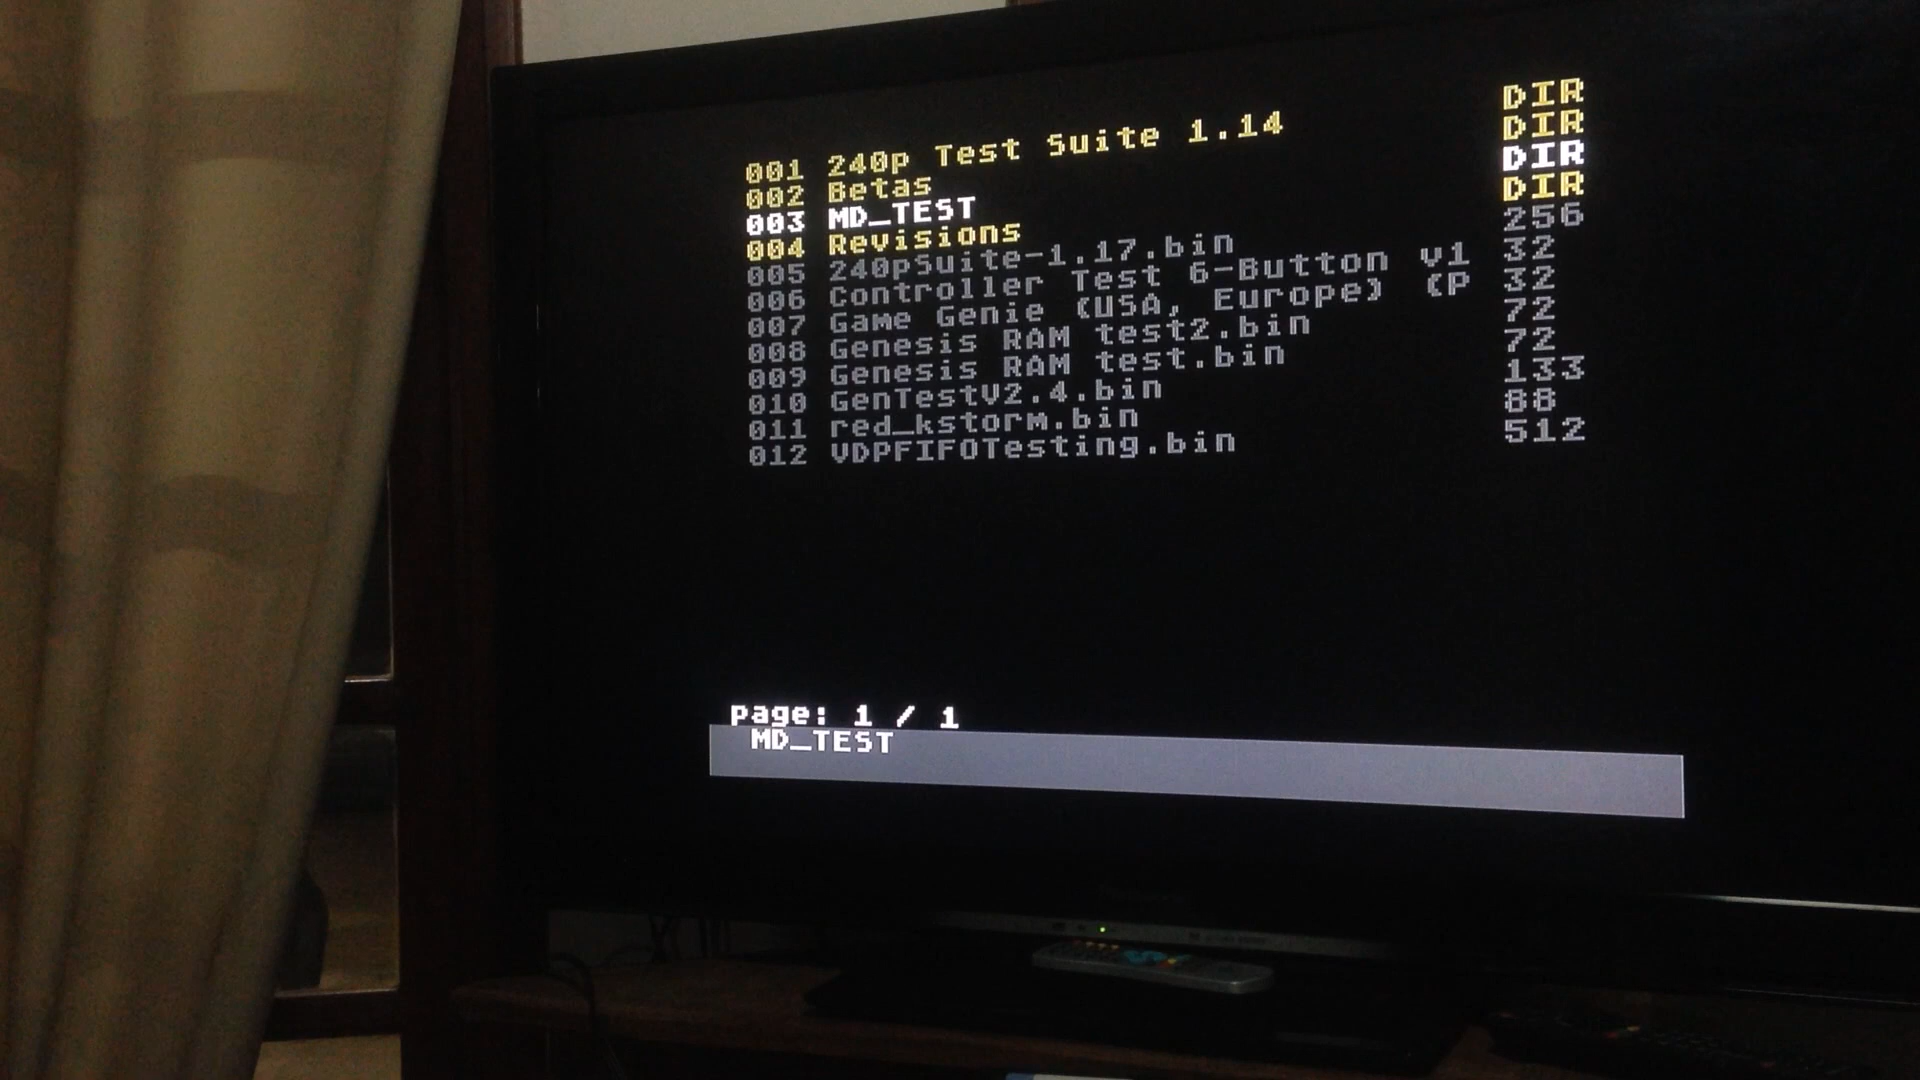 001 240p Test Suite 1.14 DIR
002 Betas DIR
003 MD_TEST DIR
004 Revisions DIR
005 240pSuite-1.17.bin 256
006 Controller Test 6-Button v1 32
007 Game Genie (USA, Europe) (P 32
008 Genesis RAM test2.bin 72
009 Genesis RAM test.bin 72
010 GenTestV2.4.bin 133
011 red_kstorm.bin 88
012 VDPFIFOTesting.bin 512
page: 1 / 1
MD_TEST